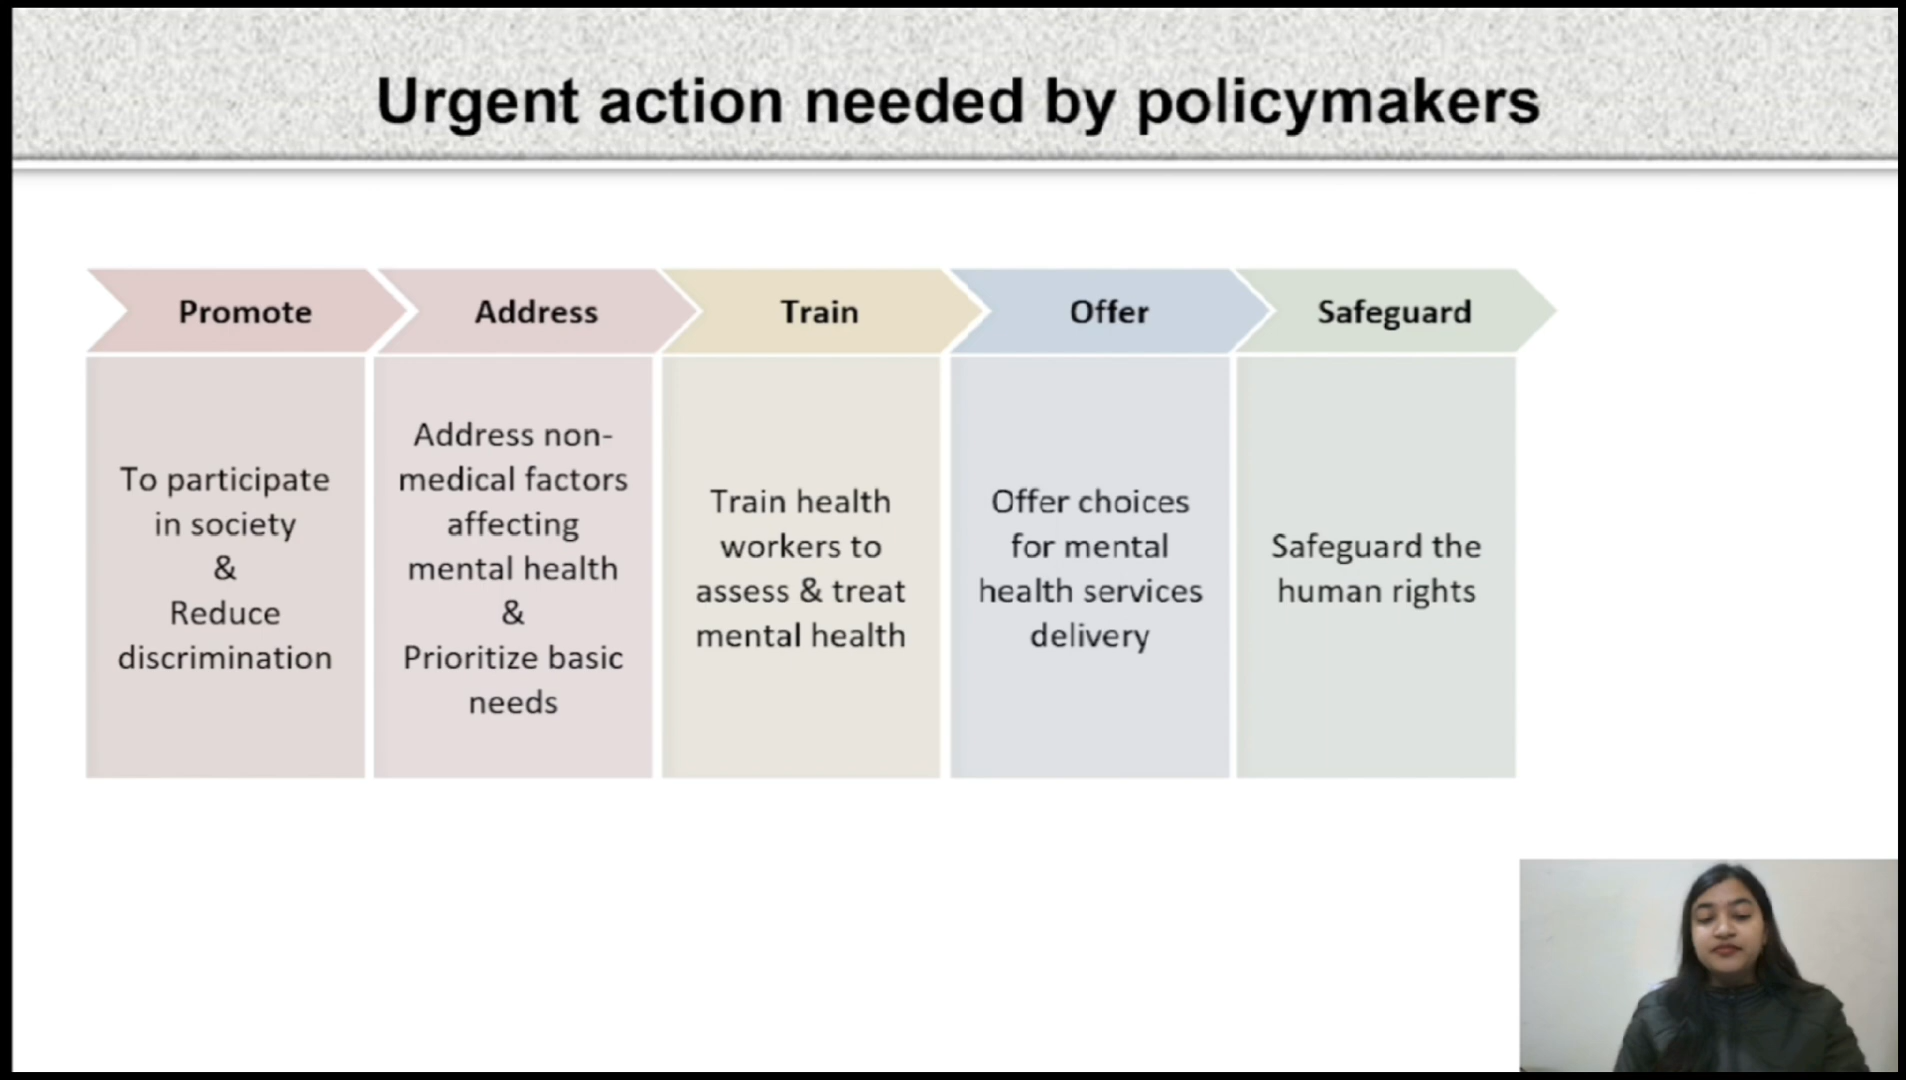 Urgent action needed by policymakers
Promote
Address
Train
Offer
Safeguard
To participate
in society
&
Reduce
discrimination
Address non-
medical factors
affecting
mental health
&
Prioritize basic
needs
Train health
workers to
assess & treat
mental health
Offer choices
for mental
health services
delivery
Safeguard the
human rights